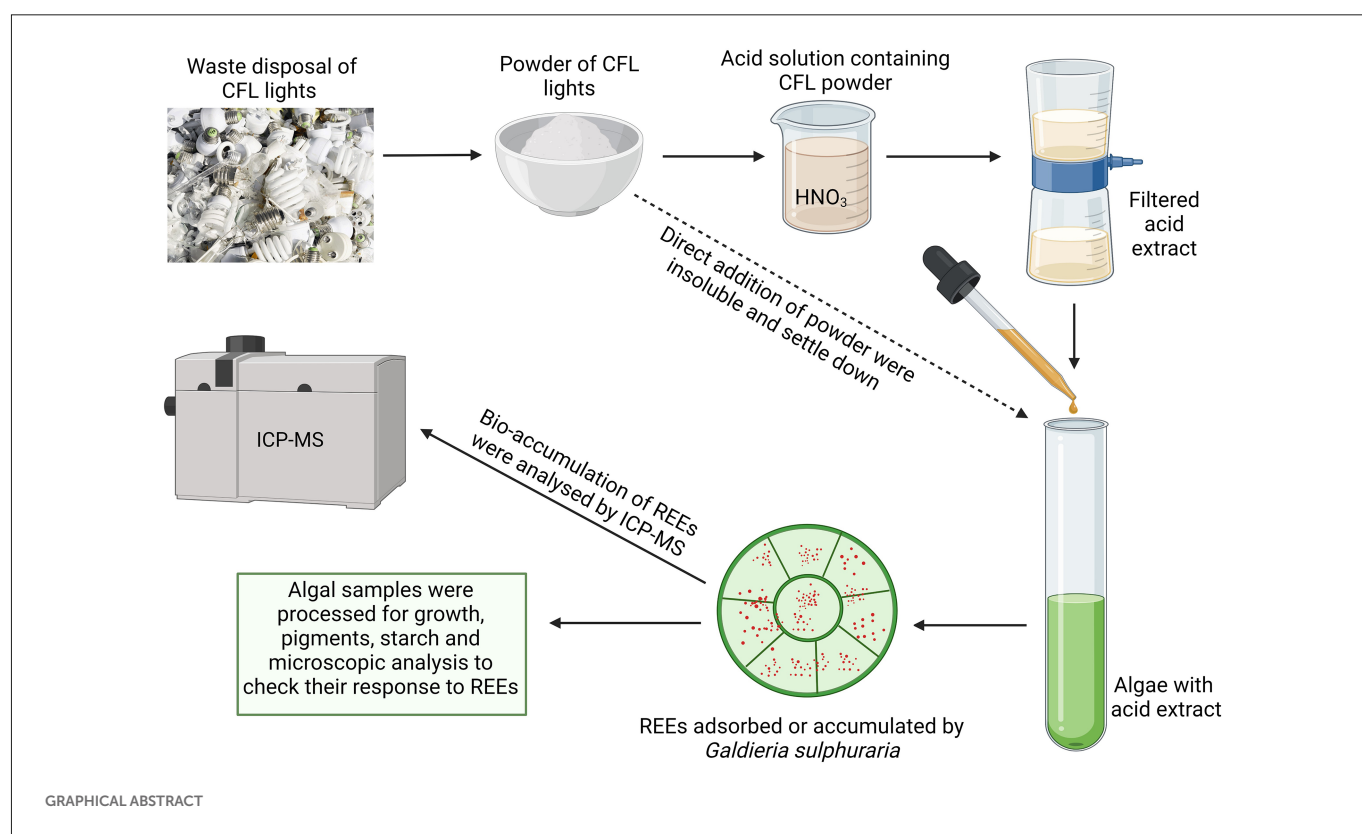 Waste disposal of
CFL lights
Powder of CFL
lights
Acid solution containing
CFL powder
HNO₃
Filtered
acid
extract
Direct addition of powder were
insoluble and settle down
ICP-MS
Bio-accumulation of REEs
were analysed by ICP-MS
Algal samples were
processed for growth,
pigments, starch and
microscopic analysis to
check their response to REEs
REEs adsorbed or accumulated by
Galdieria sulphuraria
Algae with
acid extract
GRAPHICAL ABSTRACT